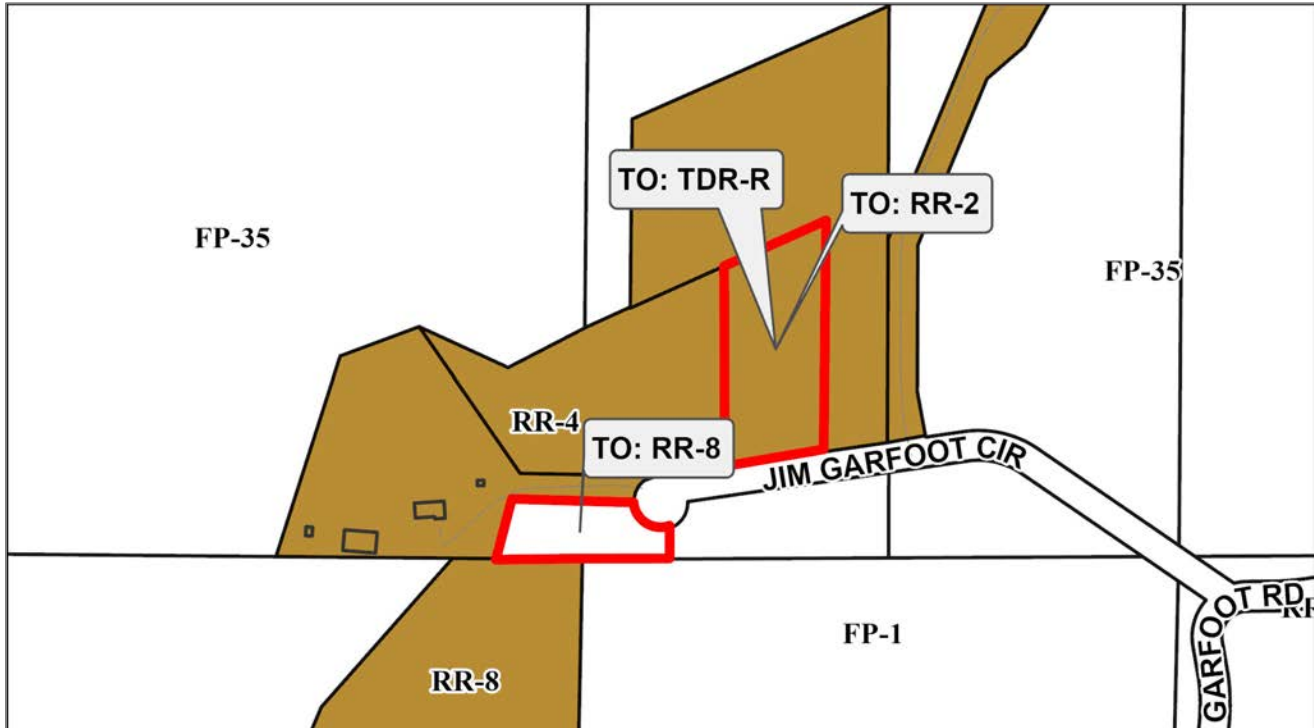 TO: TDR-R
TO: RR-2
FP-35
FP-35
RR-4
TO: RR-8
JIM GARFOOT CIR
GARFOOT RD
RR
FP-1
RR-8